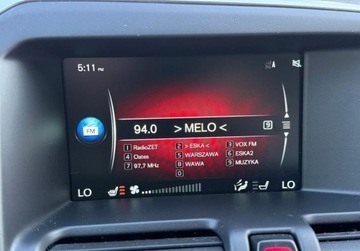 5:11 PM
FM
94.0 > MELO < 9
1 RadioZET 2 > ESKA < 3 VOX FM
4 Oates 5 WARSZAWA 6 ESKA2
7 97,7 MHz 8 WAWA 9 MUZYKA
0
LO LO